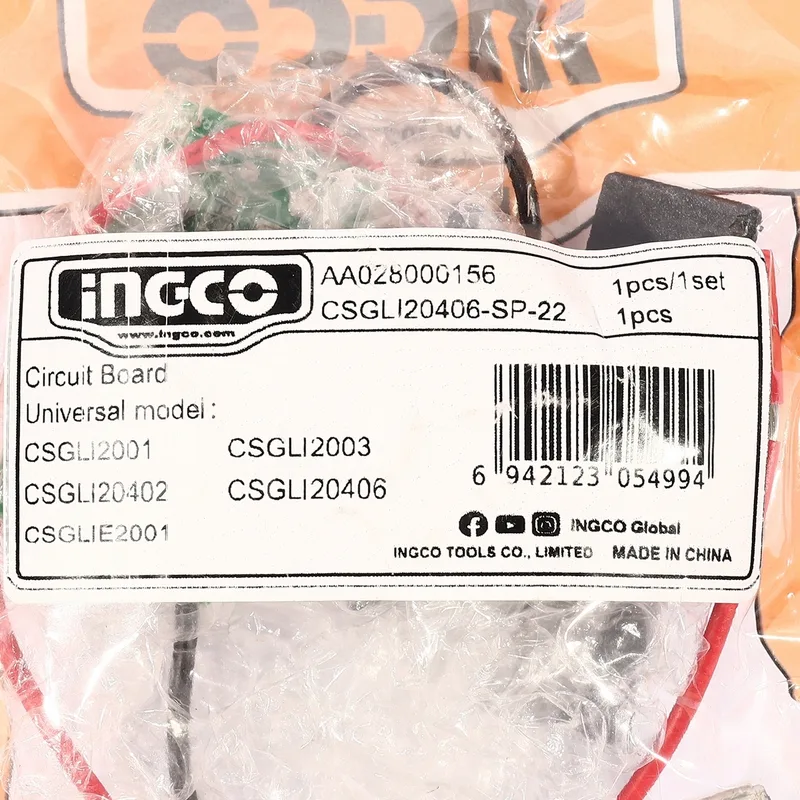 INGCO
www.ingco.com
AA028000156
CSGLI20406-SP-22
1pcs/1set
1pcs
Circuit Board
Universal model:
CSGLI2001 CSGLI2003
CSGLI20402 CSGLI20406
CSGLIE2001
6 942123 054994
INGCO Global
INGCO TOOLS CO., LIMITED MADE IN CHINA